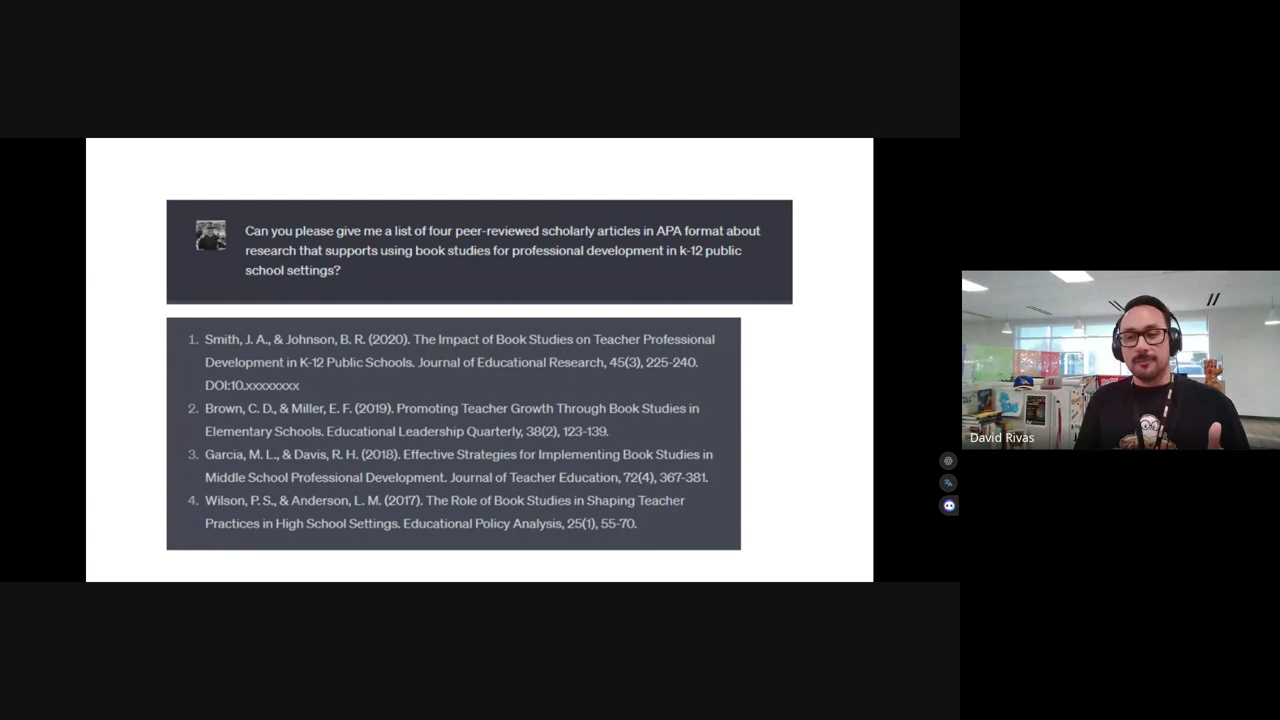 Can you please give me a list of four peer-reviewed scholarly articles in APA format about
research that supports using book studies for professional development in k-12 public
school settings?
1. Smith, J. A., & Johnson, B. R. (2020). The Impact of Book Studies on Teacher Professional
Development in K-12 Public Schools. Journal of Educational Research, 45(3), 225-240.
DOI:10.xxxxxxxx
2. Brown, C. D., & Miller, E. F. (2019). Promoting Teacher Growth Through Book Studies in
Elementary Schools. Educational Leadership Quarterly, 38(2), 123-139.
3. Garcia, M. L., & Davis, R. H. (2018). Effective Strategies for Implementing Book Studies in
Middle School Professional Development. Journal of Teacher Education, 72(4), 367-381.
4. Wilson, P. S., & Anderson, L. M. (2017). The Role of Book Studies in Shaping Teacher
Practices in High School Settings. Educational Policy Analysis, 25(1), 55-70.
David Rivas